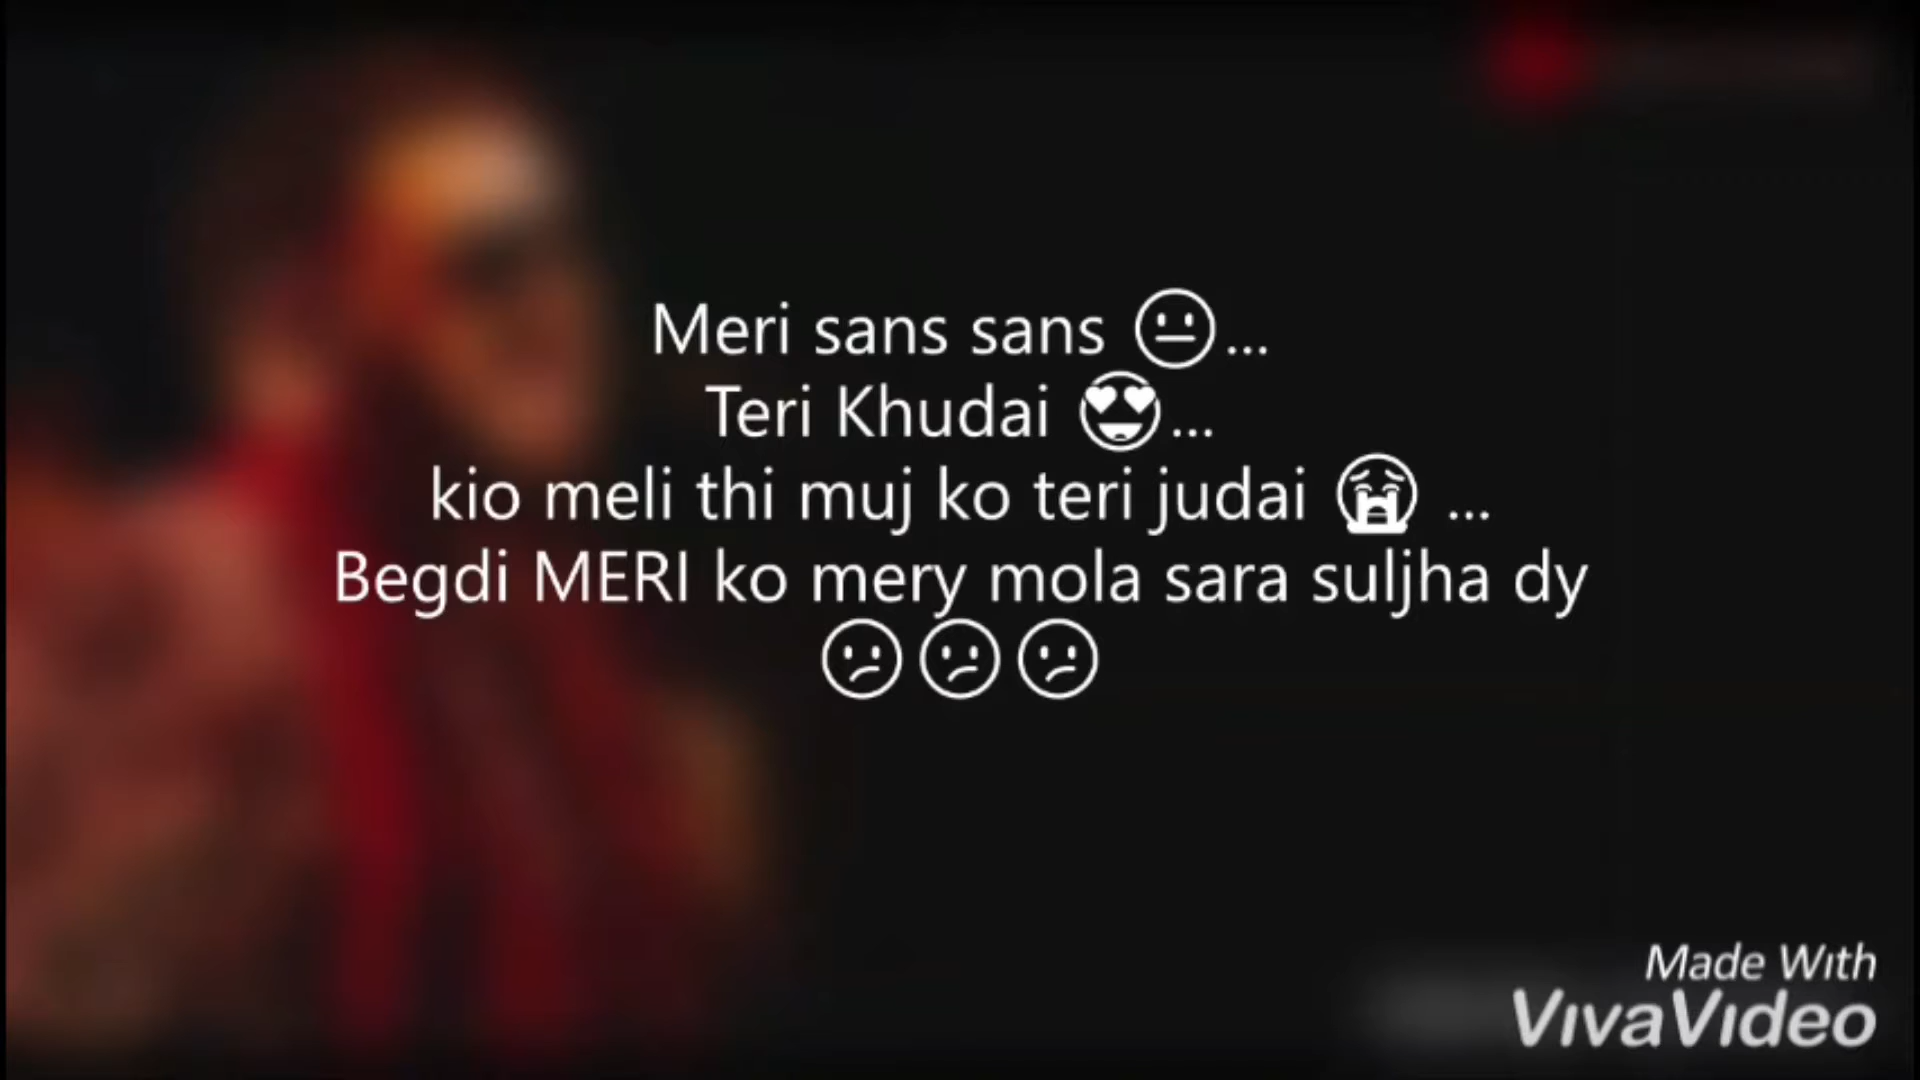 Meri sans sans 😐...
Teri Khudai 😍...
kio meli thi muj ko teri judai 😭 ...
Begdi MERI ko mery mola sara suljha dy
😕😕😕
Made With
VivaVideo